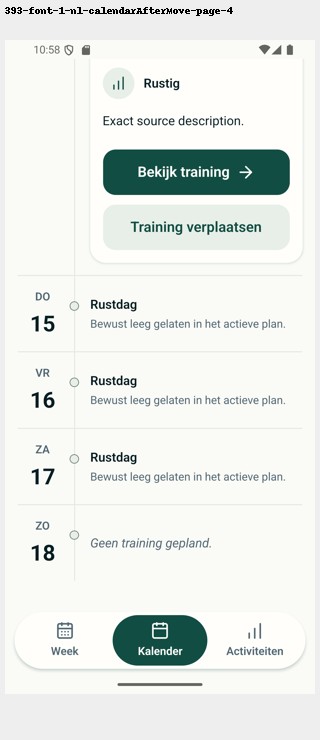 393-font-1-nl-calendarAfterMove-page-4
10:58
Rustig
Exact source description.
Bekijk training
Training verplaatsen
DO
15
Rustdag
Bewust leeg gelaten in het actieve plan.
VR
16
Rustdag
Bewust leeg gelaten in het actieve plan.
ZA
17
Rustdag
Bewust leeg gelaten in het actieve plan.
ZO
18
Geen training gepland.
Week
Kalender
Activiteiten